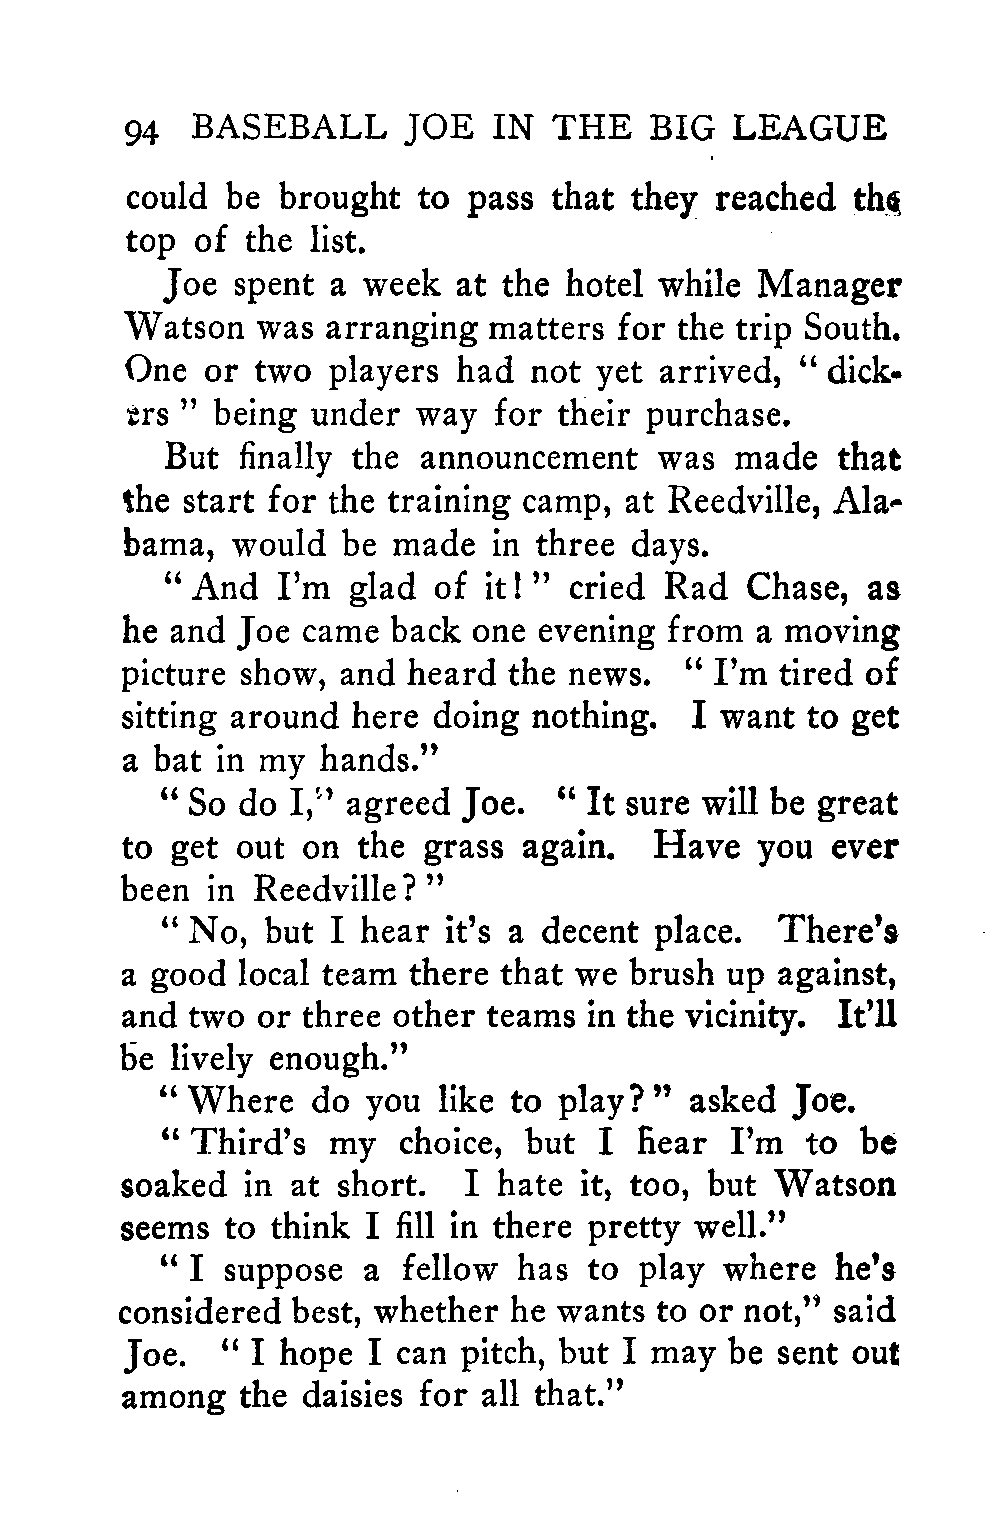 94 BASEBALL JOE IN THE BIG LEAGUE
could be brought to pass that they reached the
top of the list.
Joe spent a week at the hotel while Manager
Watson was arranging matters for the trip South.
One or two players had not yet arrived, " dick-
ers " being under way for their purchase.
But finally the announcement was made that
the start for the training camp, at Reedville, Ala-
bama, would be made in three days.
" And I'm glad of it! " cried Rad Chase, as
he and Joe came back one evening from a moving
picture show, and heard the news. " I'm tired of
sitting around here doing nothing. I want to get
a bat in my hands."
" So do I," agreed Joe. " It sure will be great
to get out on the grass again. Have you ever
been in Reedville? "
" No, but I hear it's a decent place. There's
a good local team there that we brush up against,
and two or three other teams in the vicinity. It'll
be lively enough."
" Where do you like to play? " asked Joe.
" Third's my choice, but I hear I'm to be
soaked in at short. I hate it, too, but Watson
seems to think I fill in there pretty well."
" I suppose a fellow has to play where he's
considered best, whether he wants to or not," said
Joe. " I hope I can pitch, but I may be sent out
among the daisies for all that."